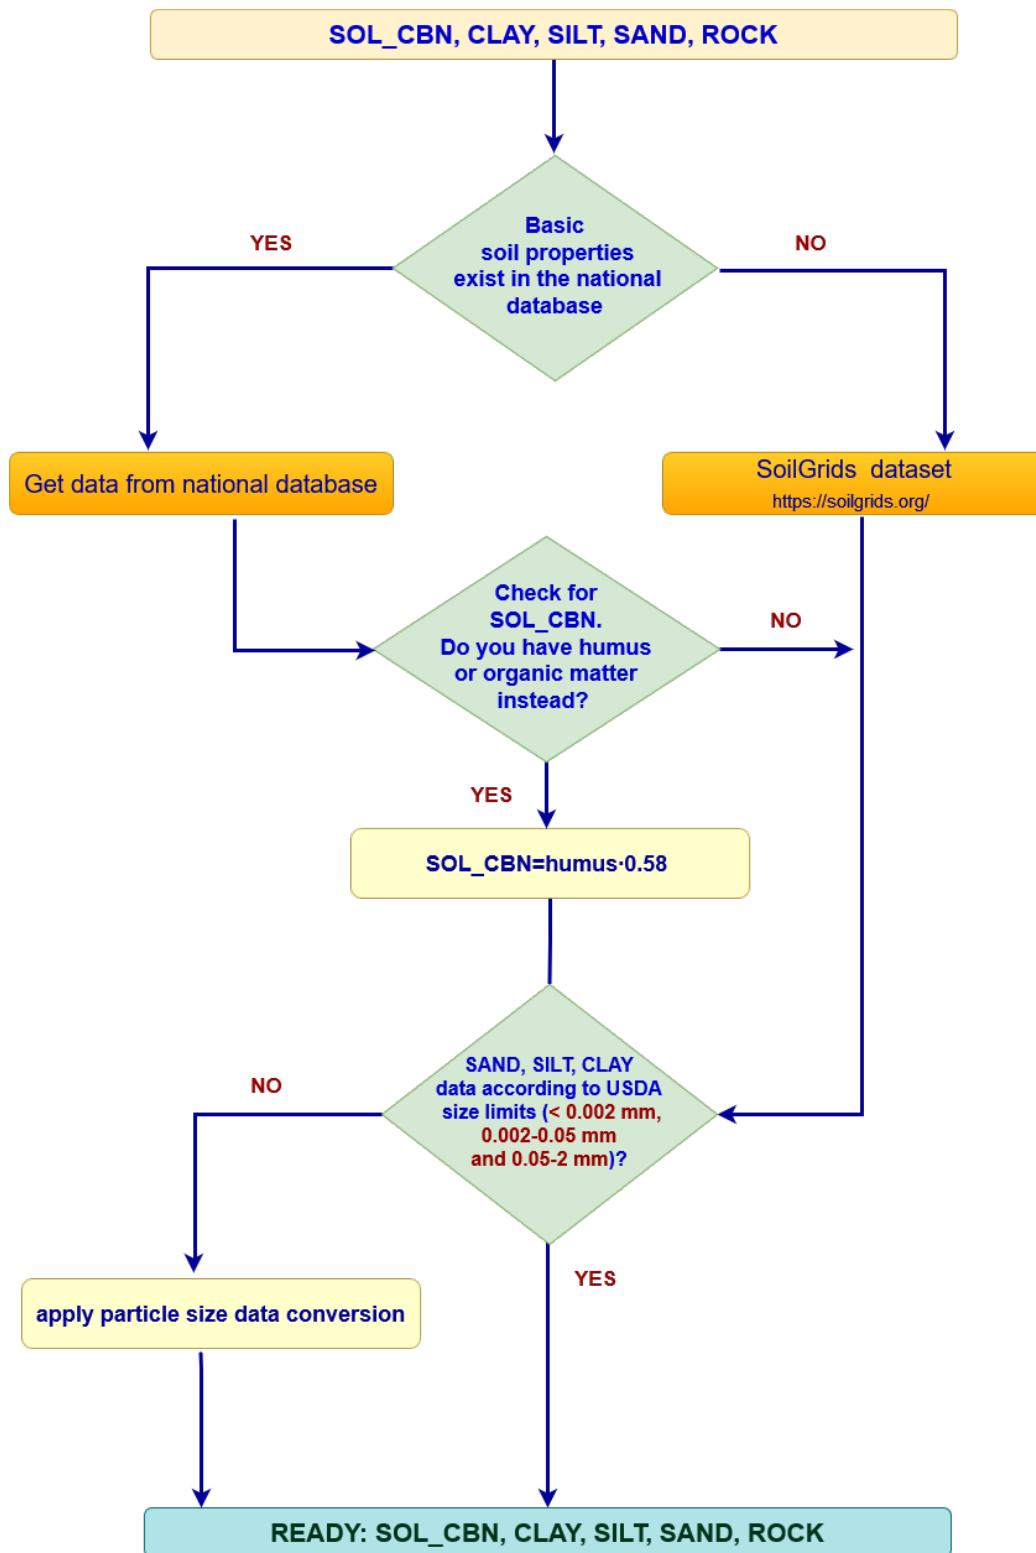 SOL_CBN, CLAY, SILT, SAND, ROCK
Basic
soil properties
exist in the national
database
YES
NO
Get data from national database
SoilGrids dataset
https://soilgrids.org/
Check for
SOL_CBN.
Do you have humus
or organic matter
instead?
NO
YES
SOL_CBN=humus·0.58
SAND, SILT, CLAY
data according to USDA
size limits (< 0.002 mm,
0.002-0.05 mm
and 0.05-2 mm)?
NO
YES
apply particle size data conversion
READY: SOL_CBN, CLAY, SILT, SAND, ROCK